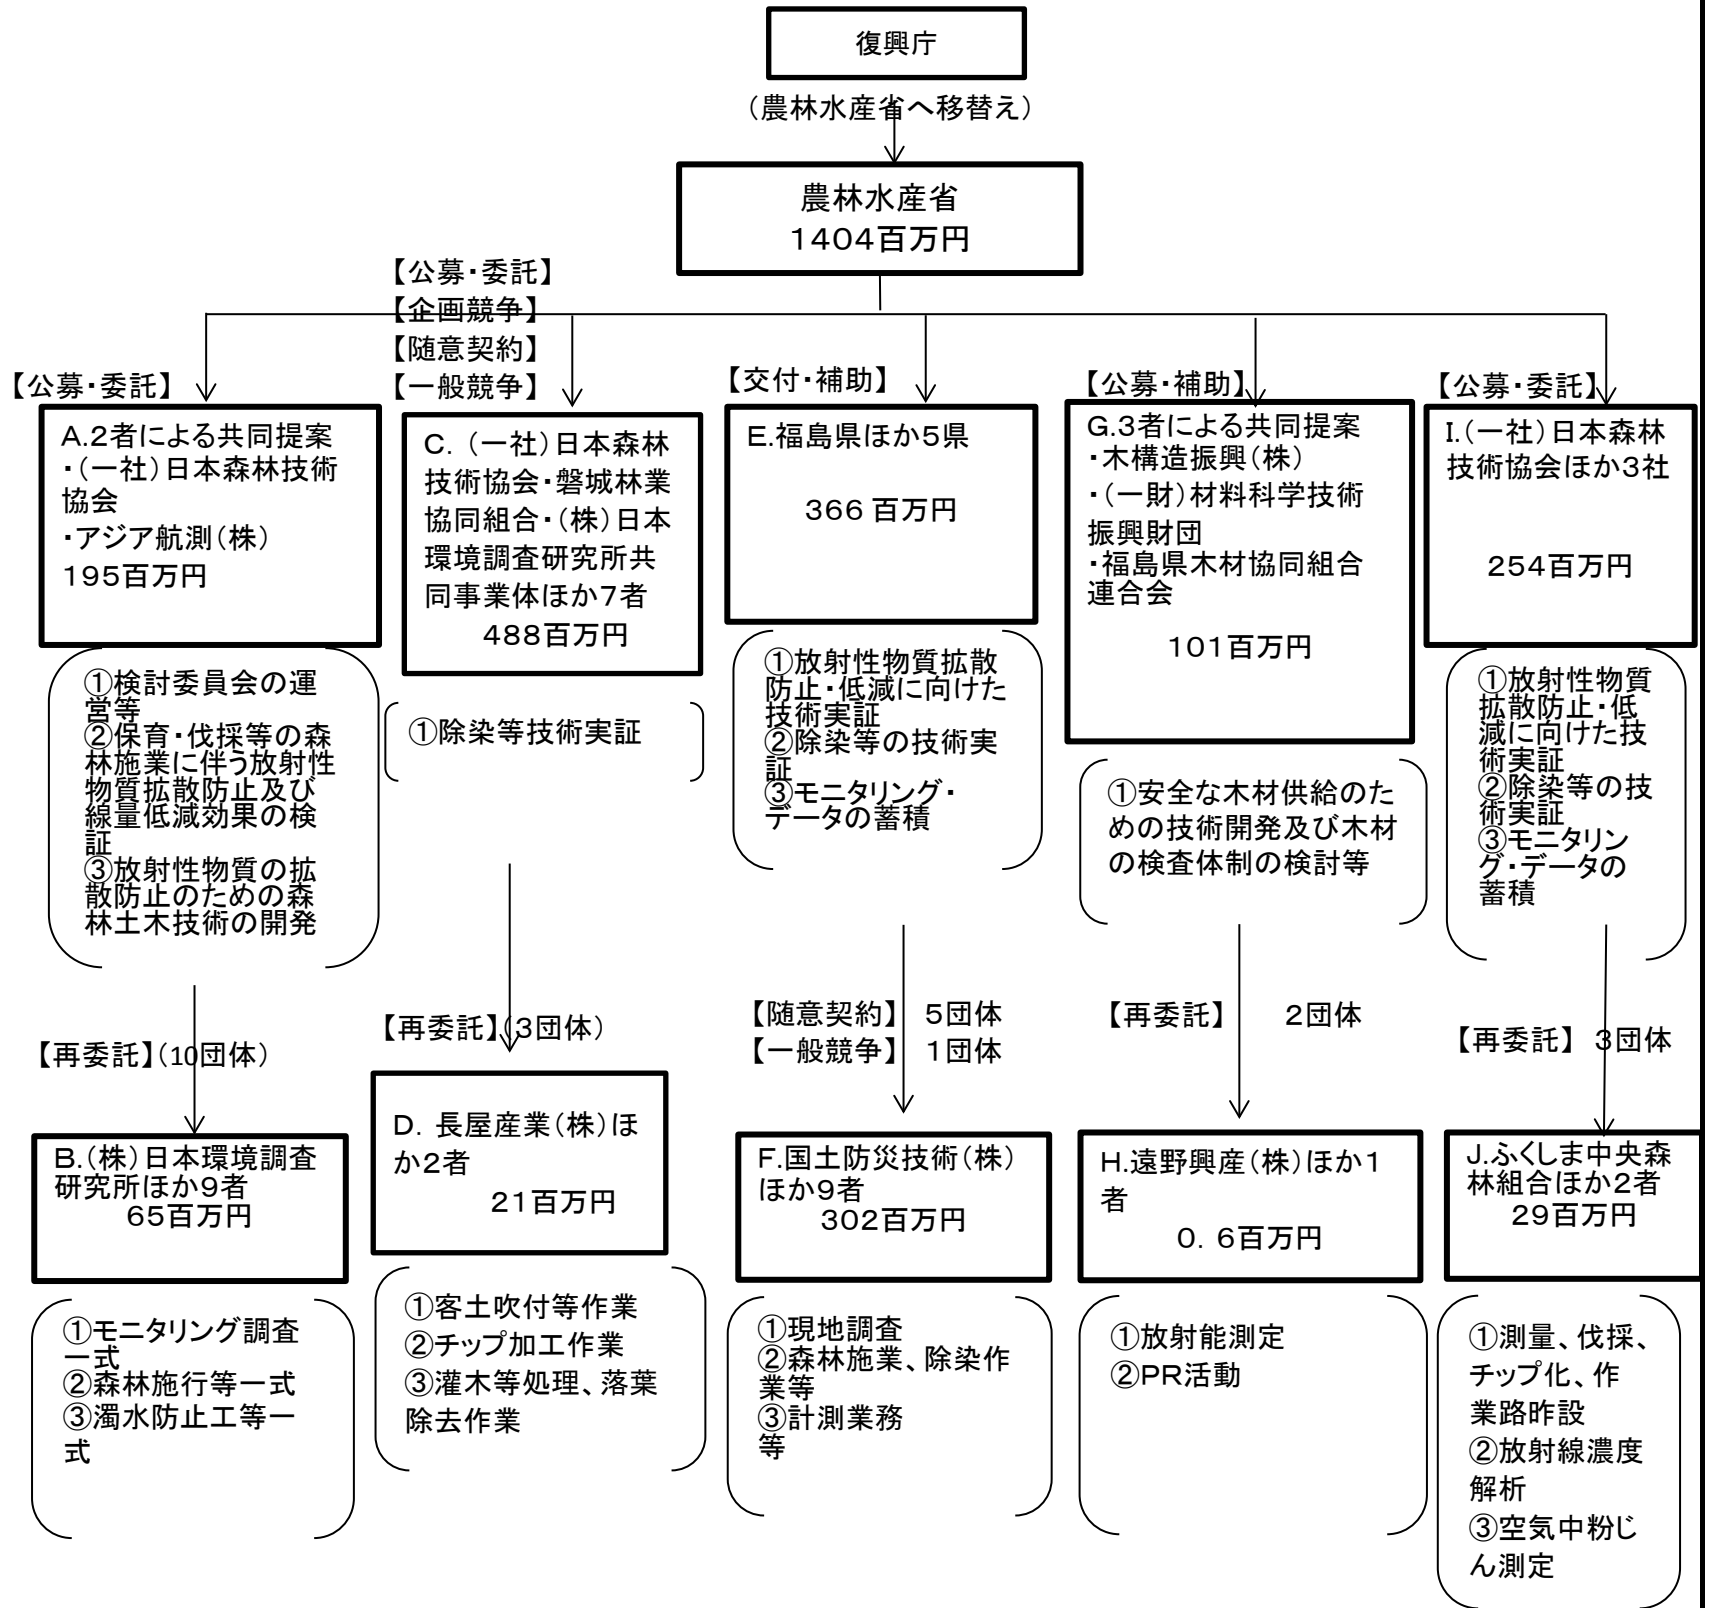 復興庁
（農林水産省へ移替え）
農林水産省
1404百万円
【公募・委託】
A.2者による共同提案
・（一社）日本森林技術
協会
・アジア航測（株）
195百万円
①検討委員会の運
営等
②保育・伐採等の森
林施業に伴う放射性
物質拡散防止及び
線量低減効果の検
証
③放射性物質の拡
散防止のための森
林土木技術の開発
【再委託】（10団体）
B.（株）日本環境調査
研究所ほか9者
65百万円
①モニタリング調査
一式
②森林施行等一式
③濁水防止工等一
式
【公募・委託】
【企画競争】
【随意契約】
【一般競争】
C. （一社）日本森林
技術協会・磐城林業
協同組合・（株）日本
環境調査研究所共
同事業体ほか7者
488百万円
①除染等技術実証
【再委託】（3団体）
D. 長屋産業（株）ほ
か2者
21百万円
①客土吹付等作業
②チップ加工作業
③灌木等処理、落葉
除去作業
【交付・補助】
E.福島県ほか5県
366 百万円
①放射性物質拡散
防止・低減に向けた
技術実証
②除染等の技術実
証
③モニタリング・
データの蓄積
【随意契約】 5団体
【一般競争】 1団体
F.国土防災技術（株）
ほか9者
302百万円
①現地調査
②森林施業、除染作
業等
③計測業務
等
【公募・補助】
G.3者による共同提案
・木構造振興（株）
・（一財）材料科学技術
振興財団
・福島県木材協同組合
連合会
101百万円
①安全な木材供給のた
めの技術開発及び木材
の検査体制の検討等
【再委託】 2団体
H.遠野興産（株）ほか1
者
0. 6百万円
①放射能測定
②PR活動
【公募・委託】
I.（一社）日本森林
技術協会ほか3社
254百万円
①放射性物質
拡散防止・低
減に向けた技
術実証
②除染等の技
術実証
③モニタリン
グ・データの
蓄積
【再委託】 3団体
J.ふくしま中央森
林組合ほか2者
29百万円
①測量、伐採、
チップ化、作
業路昨設
②放射線濃度
解析
③空気中粉じ
ん測定